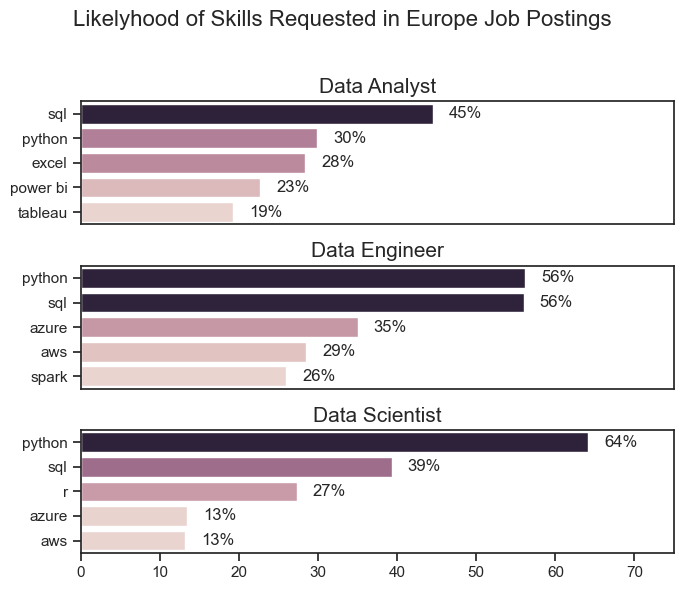 Likelyhood of Skills Requested in Europe Job Postings
Data Analyst
sql 45%
python 30%
excel 28%
power bi 23%
tableau 19%
Data Engineer
python 56%
sql 56%
azure 35%
aws 29%
spark 26%
Data Scientist
python 64%
sql 39%
r 27%
azure 13%
aws 13%
0 10 20 30 40 50 60 70